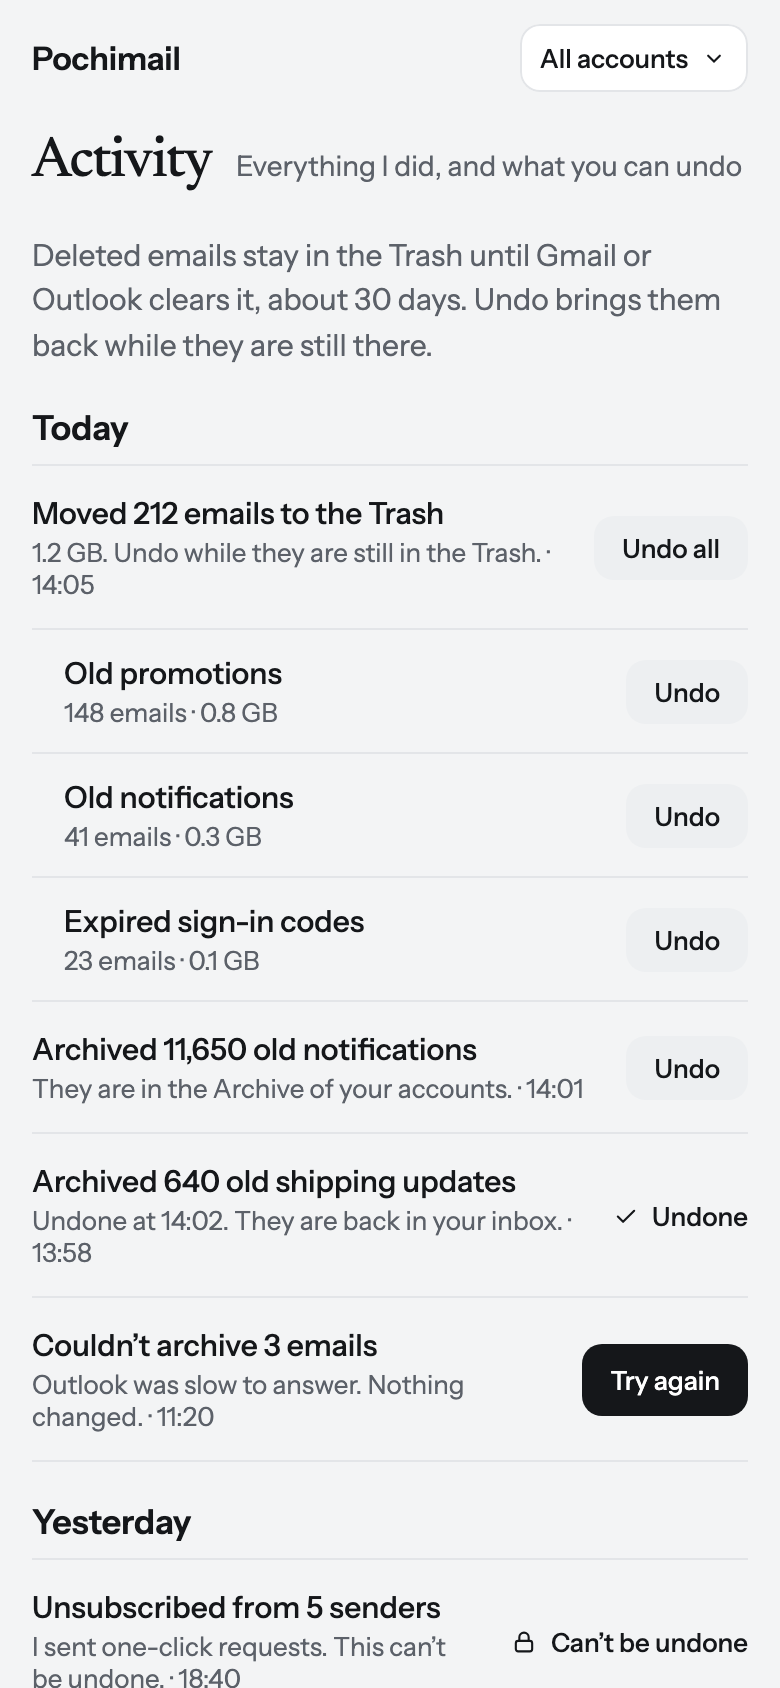 Pochimail
All accounts
Activity
Everything I did, and what you can undo
Deleted emails stay in the Trash until Gmail or
Outlook clears it, about 30 days. Undo brings them
back while they are still there.
Today
Moved 212 emails to the Trash
1.2 GB. Undo while they are still in the Trash. ·
14:05
Undo all
Old promotions
148 emails · 0.8 GB
Undo
Old notifications
41 emails · 0.3 GB
Undo
Expired sign-in codes
23 emails · 0.1 GB
Undo
Archived 11,650 old notifications
They are in the Archive of your accounts. · 14:01
Undo
Archived 640 old shipping updates
Undone at 14:02. They are back in your inbox. ·
13:58
Undone
Couldn’t archive 3 emails
Outlook was slow to answer. Nothing
changed. · 11:20
Try again
Yesterday
Unsubscribed from 5 senders
I sent one-click requests. This can’t
be undone. · 18:40
Can’t be undone